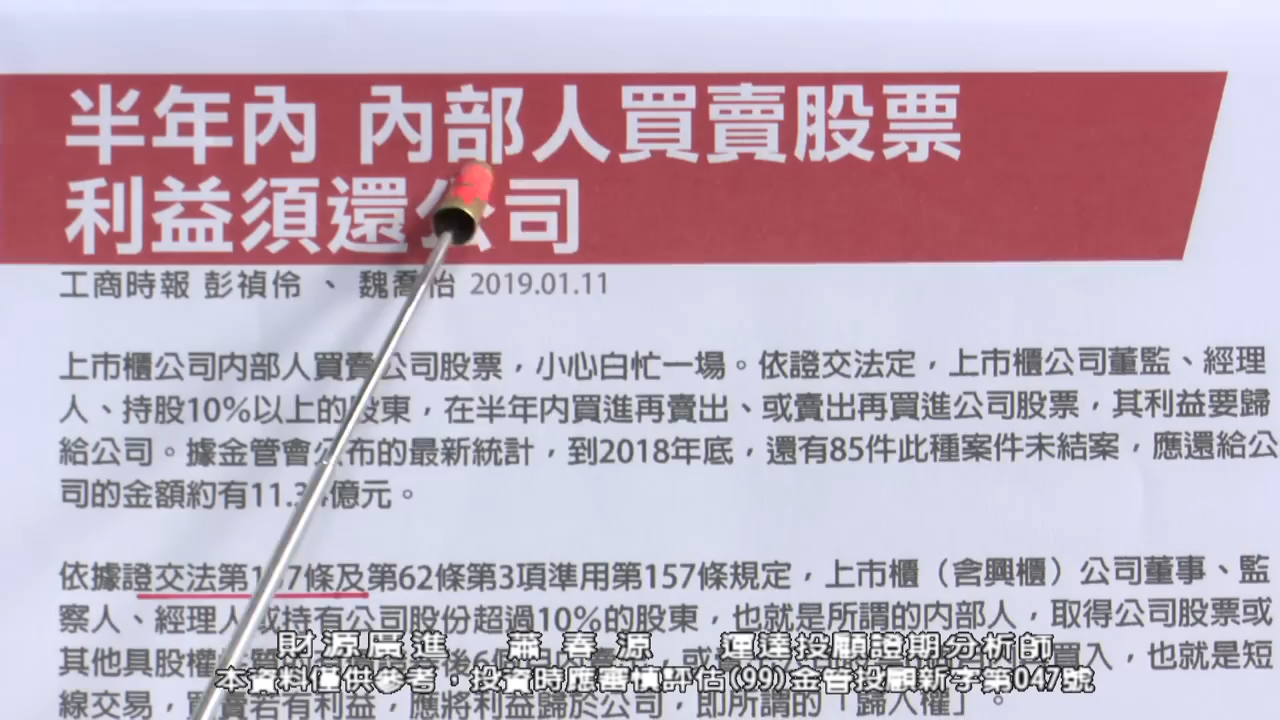 半年內 內部人買賣股票
利益須還公司
工商時報 彭禎伶 、 魏喬怡 2019.01.11
上市櫃公司內部人買賣公司股票，小心白忙一場。依證交法定，上市櫃公司董監、經理
人、持股10%以上的股東，在半年內買進再賣出、或賣出再買進公司股票，其利益要歸
給公司。據金管會公布的最新統計，到2018年底，還有85件此種案件未結案，應還給公
司的金額約有11.34億元。
依據證交法第157條及第62條第3項準用第157條規定，上市櫃（含興櫃）公司董事、監
察人、經理人或持有公司股份超過10%的股東，也就是所謂的內部人，取得公司股票或
其他具股權 後6個 賣 ，或 買入，也就是短
財源廣進 蕭春源 運達投顧證期分析師
本資料僅供參考，投資時應審慎評估(99)金管投顧新字第047號
線交易，買賣若有利益，應將利益歸於公司，即所謂的「歸入權」。